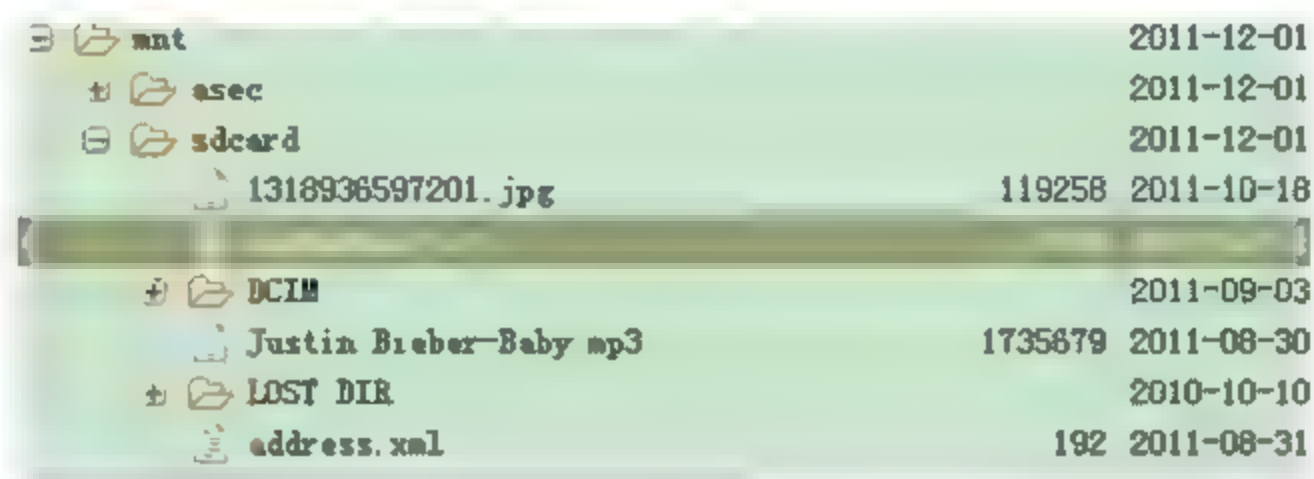 mnt 2011-12-01
asec 2011-12-01
sdcard 2011-12-01
1318936597201.jpg 119258 2011-10-18
DCIM 2011-09-03
Justin Bieber-Baby mp3 1735679 2011-08-30
LOST DIR 2010-10-10
address.xml 192 2011-08-31